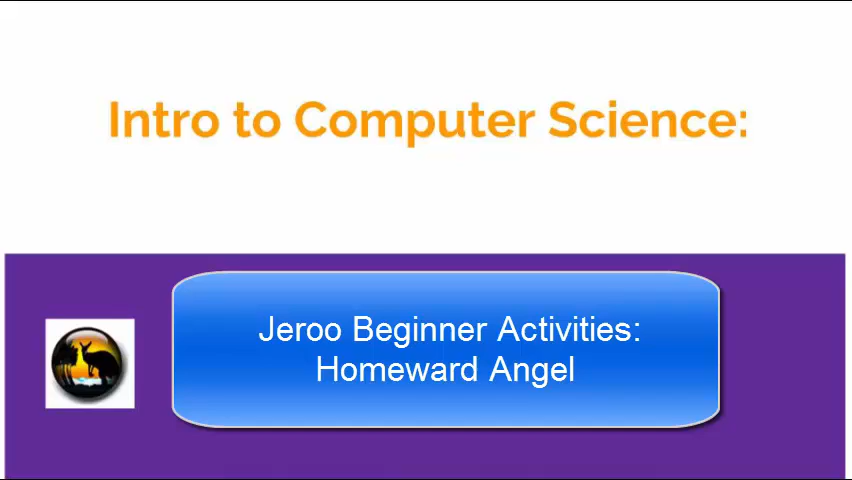 Intro to Computer Science:
Jeroo Beginner Activities:
Homeward Angel